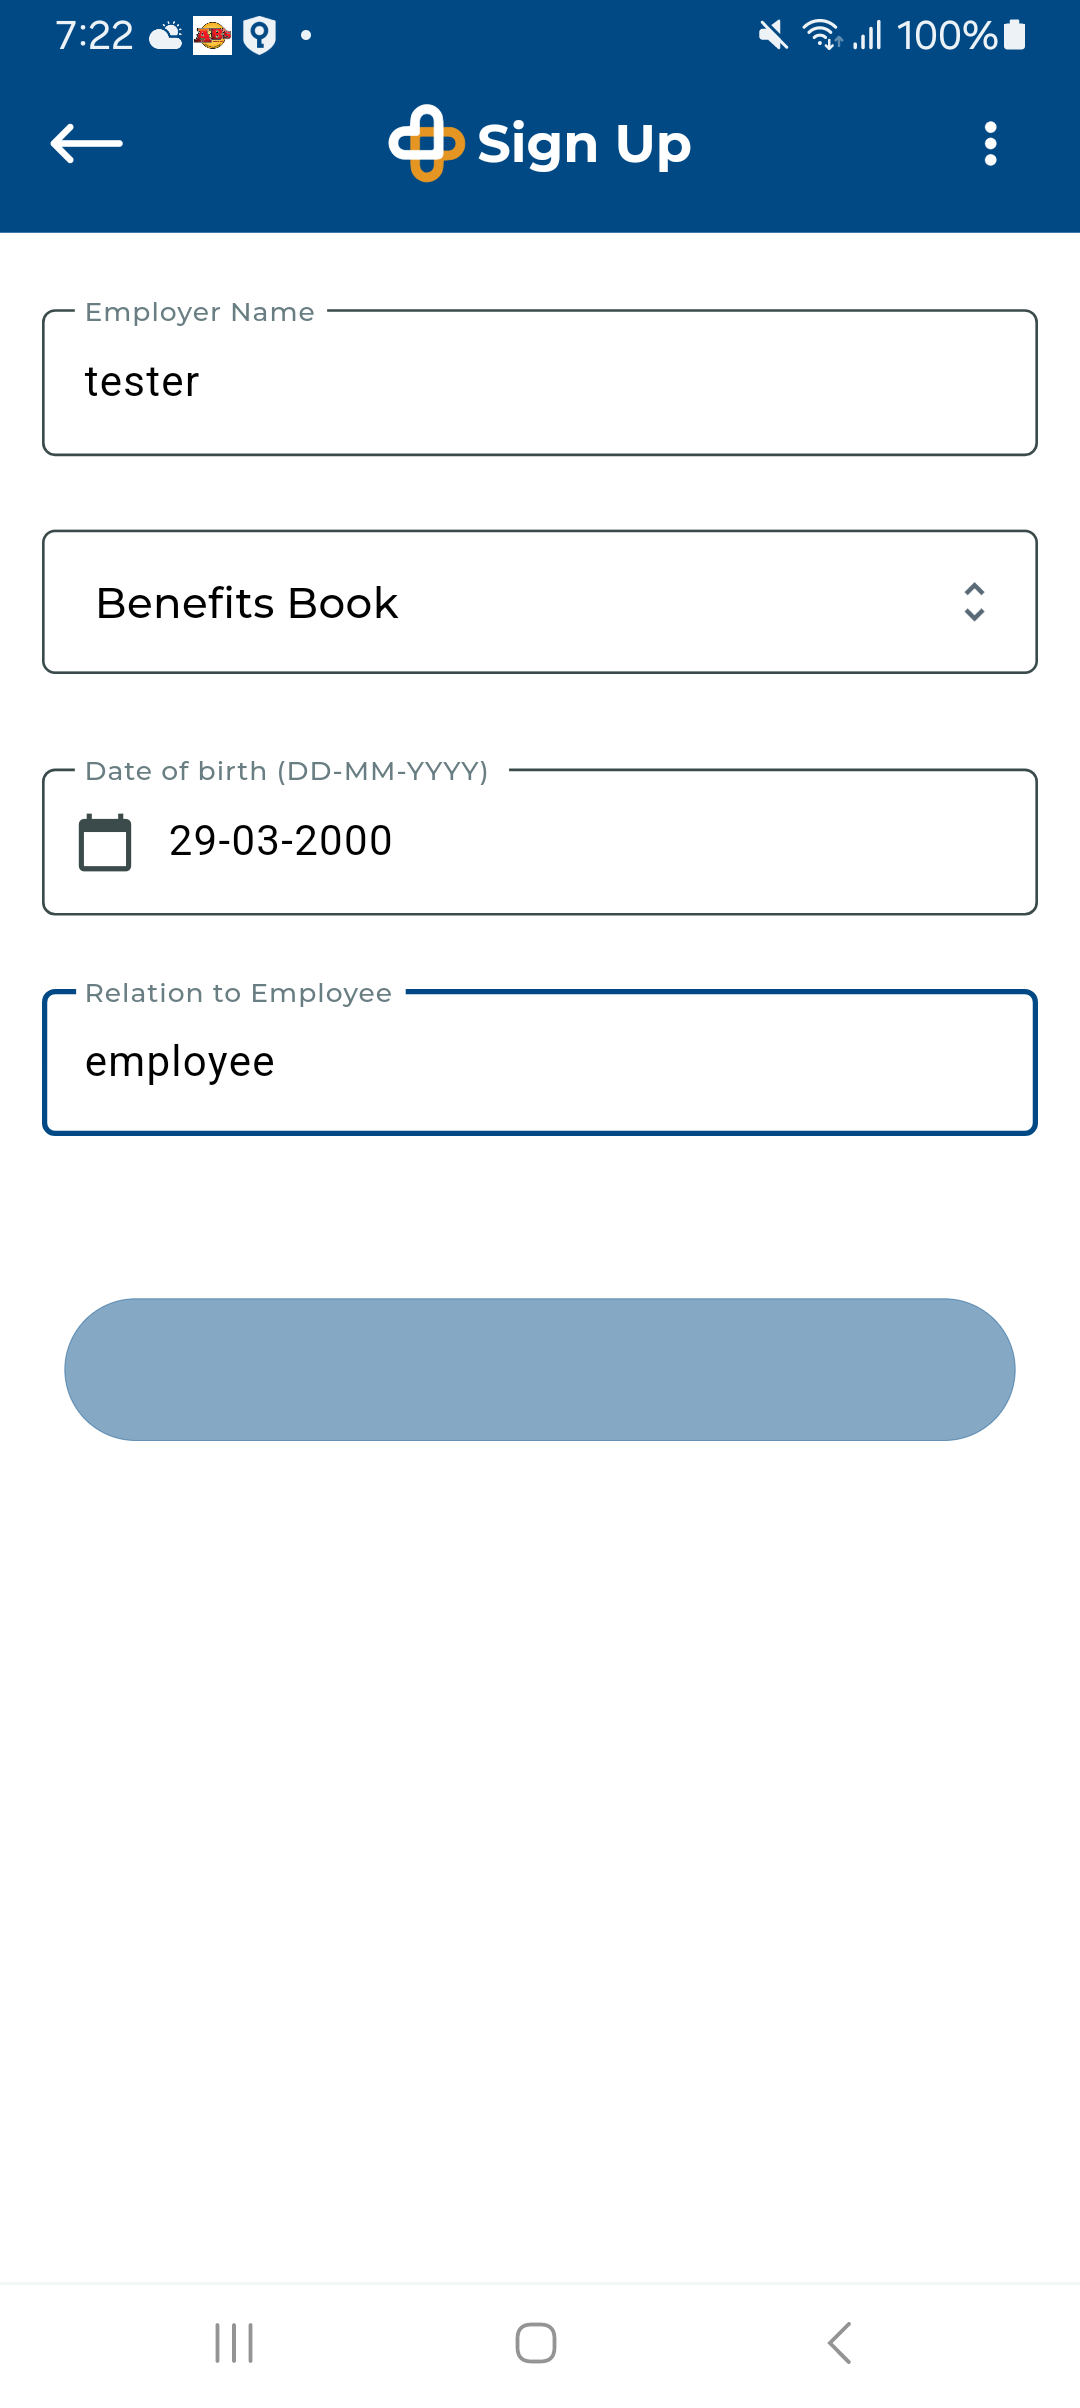 7:22 ABs 100%
Sign Up
Employer Name
tester
Benefits Book
Date of birth (DD-MM-YYYY)
29-03-2000
Relation to Employee
employee